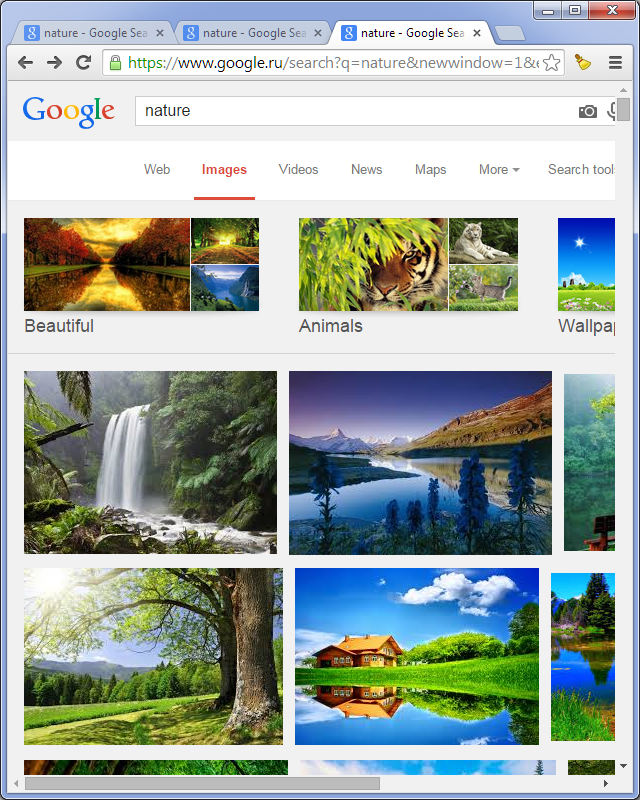 nature - Google Sea
nature - Google Sea
nature - Google Sea
https://www.google.ru/search?q=nature&newwindow=1&e
Google
nature
Web Images Videos News Maps More Search tools
Beautiful Animals Wallpap